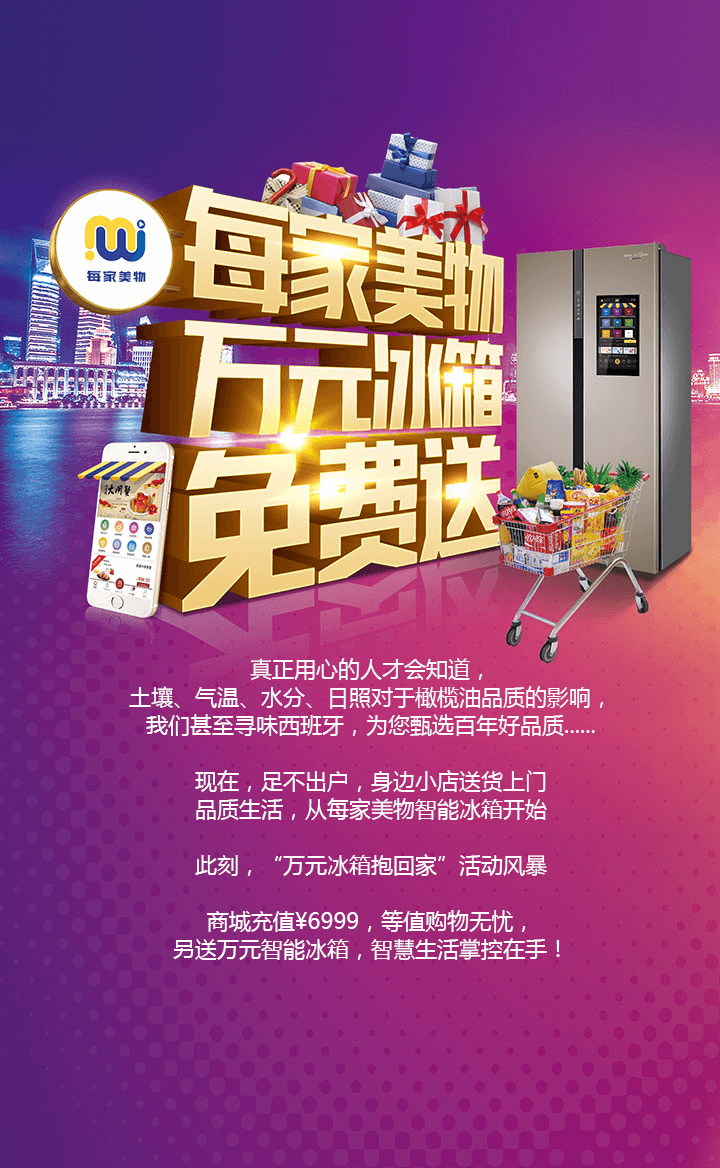 每家美物
每家美物
万元冰箱
免费送
真正用心的人才会知道，
土壤、气温、水分、日照对于橄榄油品质的影响，
我们甚至寻味西班牙，为您甄选百年好品质......
现在，足不出户，身边小店送货上门
品质生活，从每家美物智能冰箱开始
此刻，“万元冰箱抱回家”活动风暴
商城充值¥6999，等值购物无忧，
另送万元智能冰箱，智慧生活掌控在手！